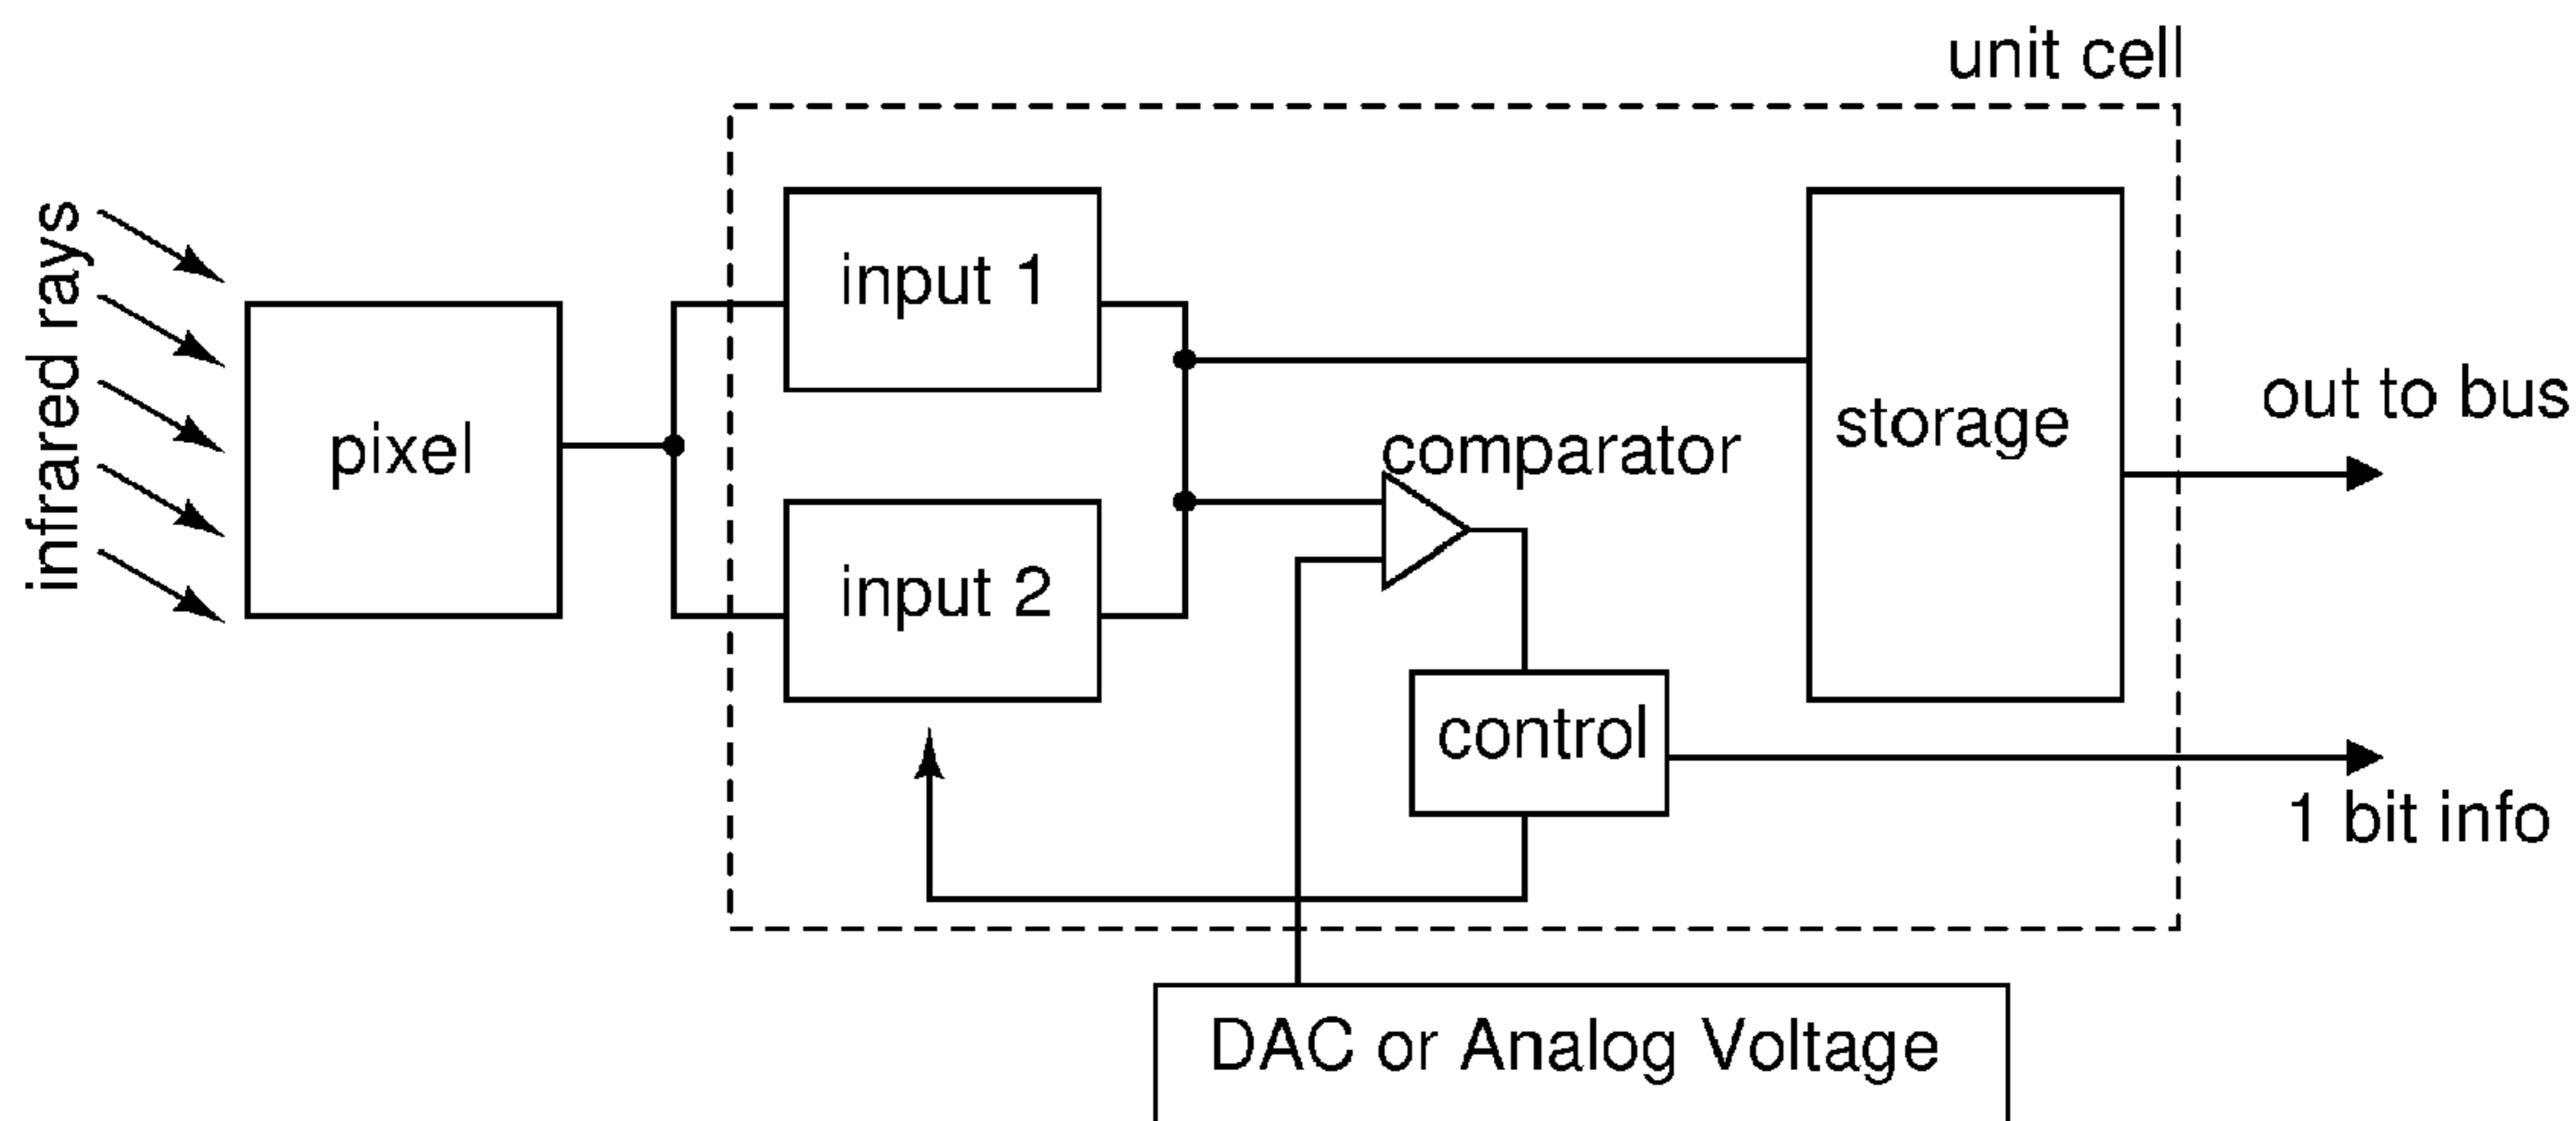 unit cell
infrared rays
pixel
input 1
input 2
comparator
storage
out to bus
control
1 bit info
DAC or Analog Voltage